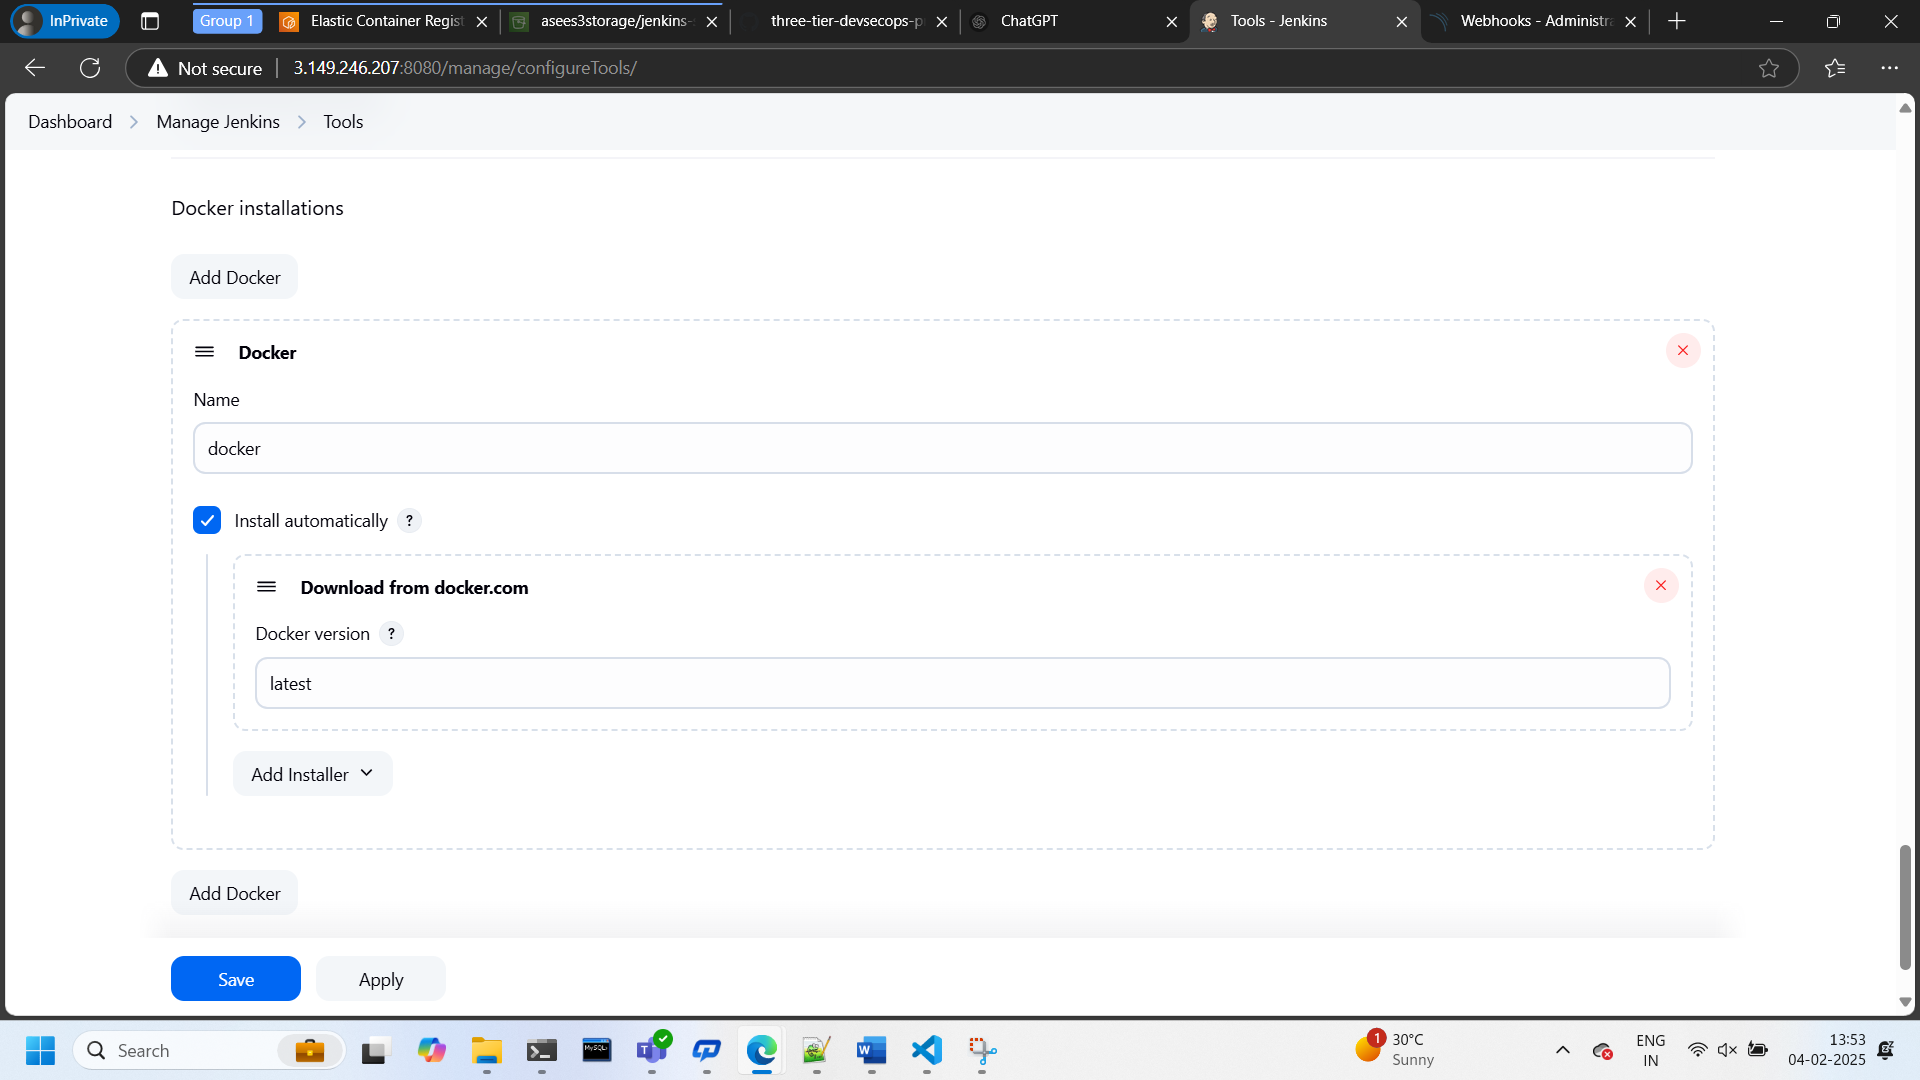 InPrivate
Group 1
Elastic Container Regist
asees3storage/jenkins-
three-tier-devsecops-p
ChatGPT
Tools - Jenkins
Webhooks - Administra
Not secure
3.149.246.207:8080/manage/configureTools/
Dashboard
Manage Jenkins
Tools
Docker installations
Add Docker
Docker
Name
docker
Install automatically ?
Download from docker.com
Docker version ?
latest
Add Installer
Add Docker
Save
Apply
Search
MySQL
1
30°C
Sunny
ENG
IN
13:53
04-02-2025